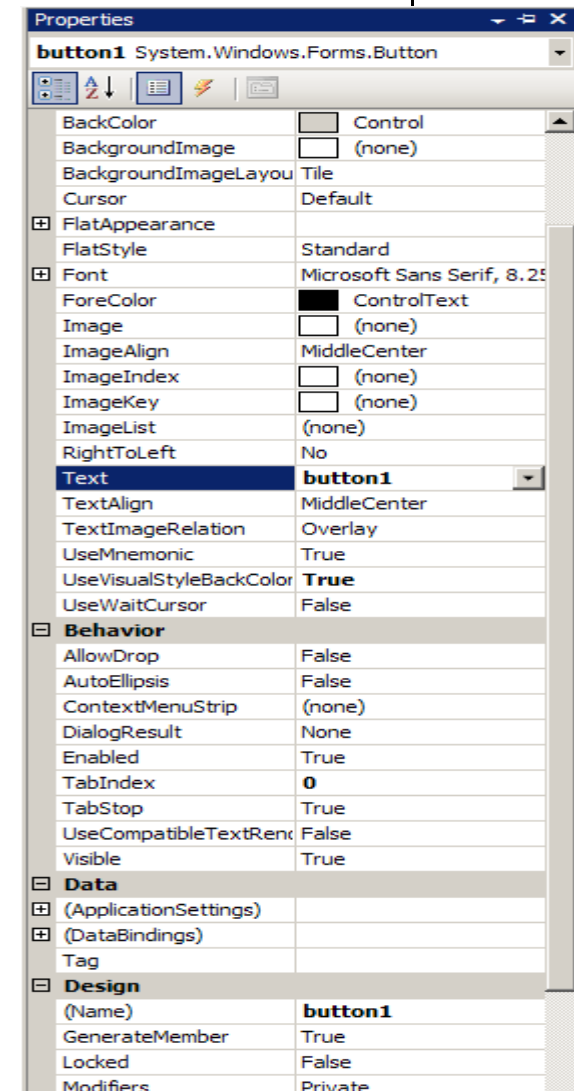 Properties
button1 System.Windows.Forms.Button
BackColor Control
BackgroundImage (none)
BackgroundImageLayou Tile
Cursor Default
FlatAppearance
FlatStyle Standard
Font Microsoft Sans Serif, 8.25
ForeColor ControlText
Image (none)
ImageAlign MiddleCenter
ImageIndex (none)
ImageKey (none)
ImageList (none)
RightToLeft No
Text button1
TextAlign MiddleCenter
TextImageRelation Overlay
UseMnemonic True
UseVisualStyleBackColor True
UseWaitCursor False
Behavior
AllowDrop False
AutoEllipsis False
ContextMenuStrip (none)
DialogResult None
Enabled True
TabIndex 0
TabStop True
UseCompatibleTextRend False
Visible True
Data
(ApplicationSettings)
(DataBindings)
Tag
Design
(Name) button1
GenerateMember True
Locked False
Modifiers Private